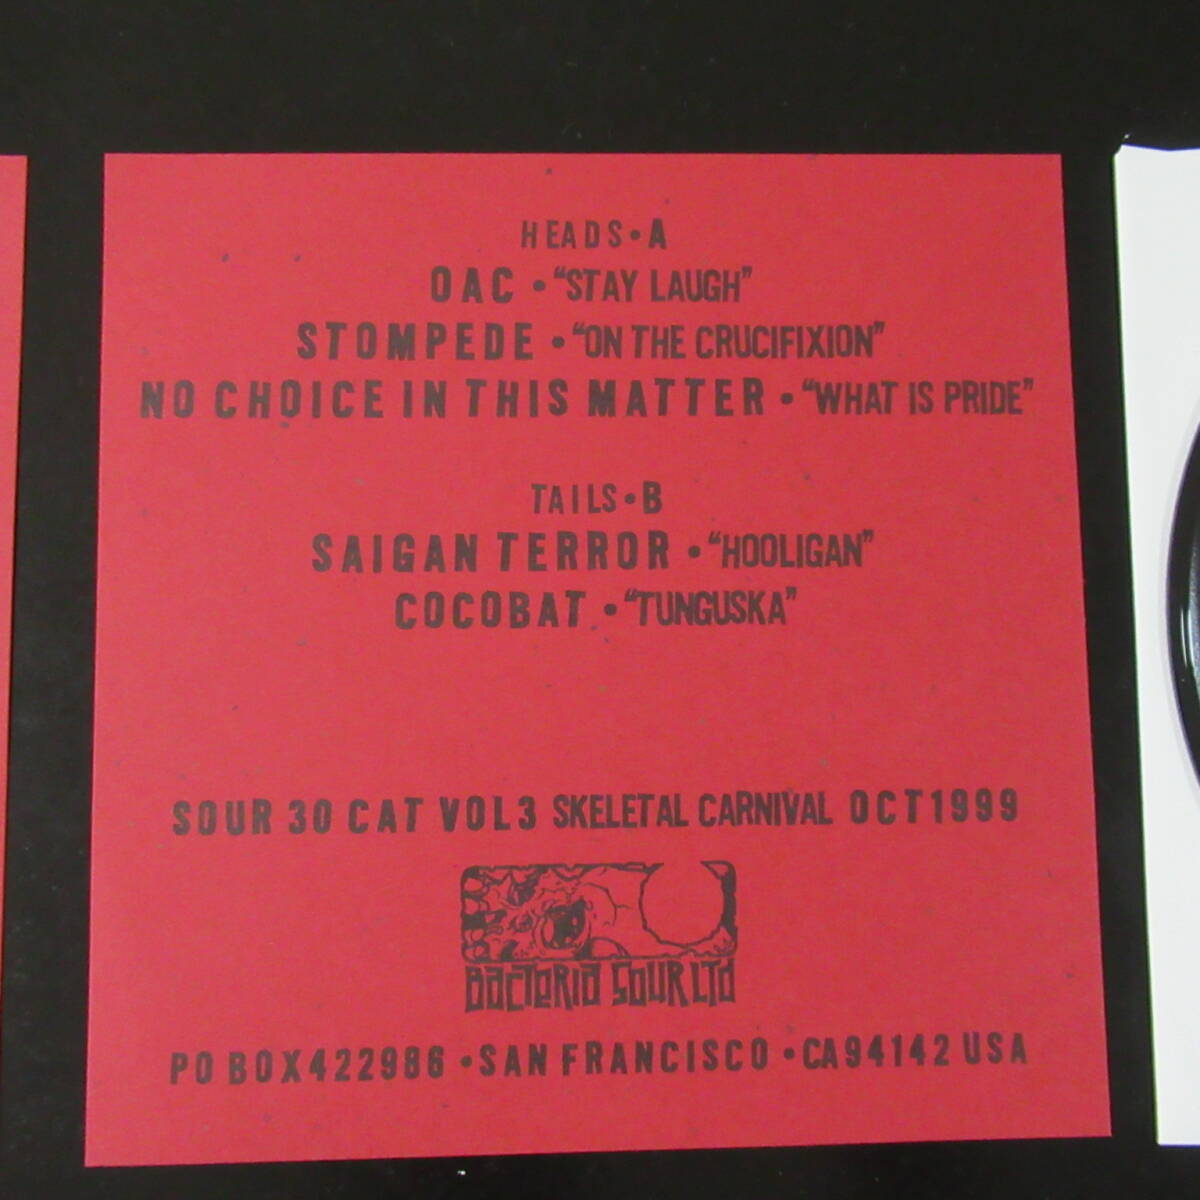 HEADS • A
OAC • "STAY LAUGH"
STOMPEDE • "ON THE CRUCIFIXION"
NO CHOICE IN THIS MATTER • "WHAT IS PRIDE"
TAILS • B
SAIGAN TERROR • "HOOLIGAN"
COCOBAT • "TUNGUSKA"
SOUR 30 CAT VOL3 SKELETAL CARNIVAL OCT1999
BACTERIA SOUR LTD
PO BOX422986 • SAN FRANCISCO • CA94142 USA